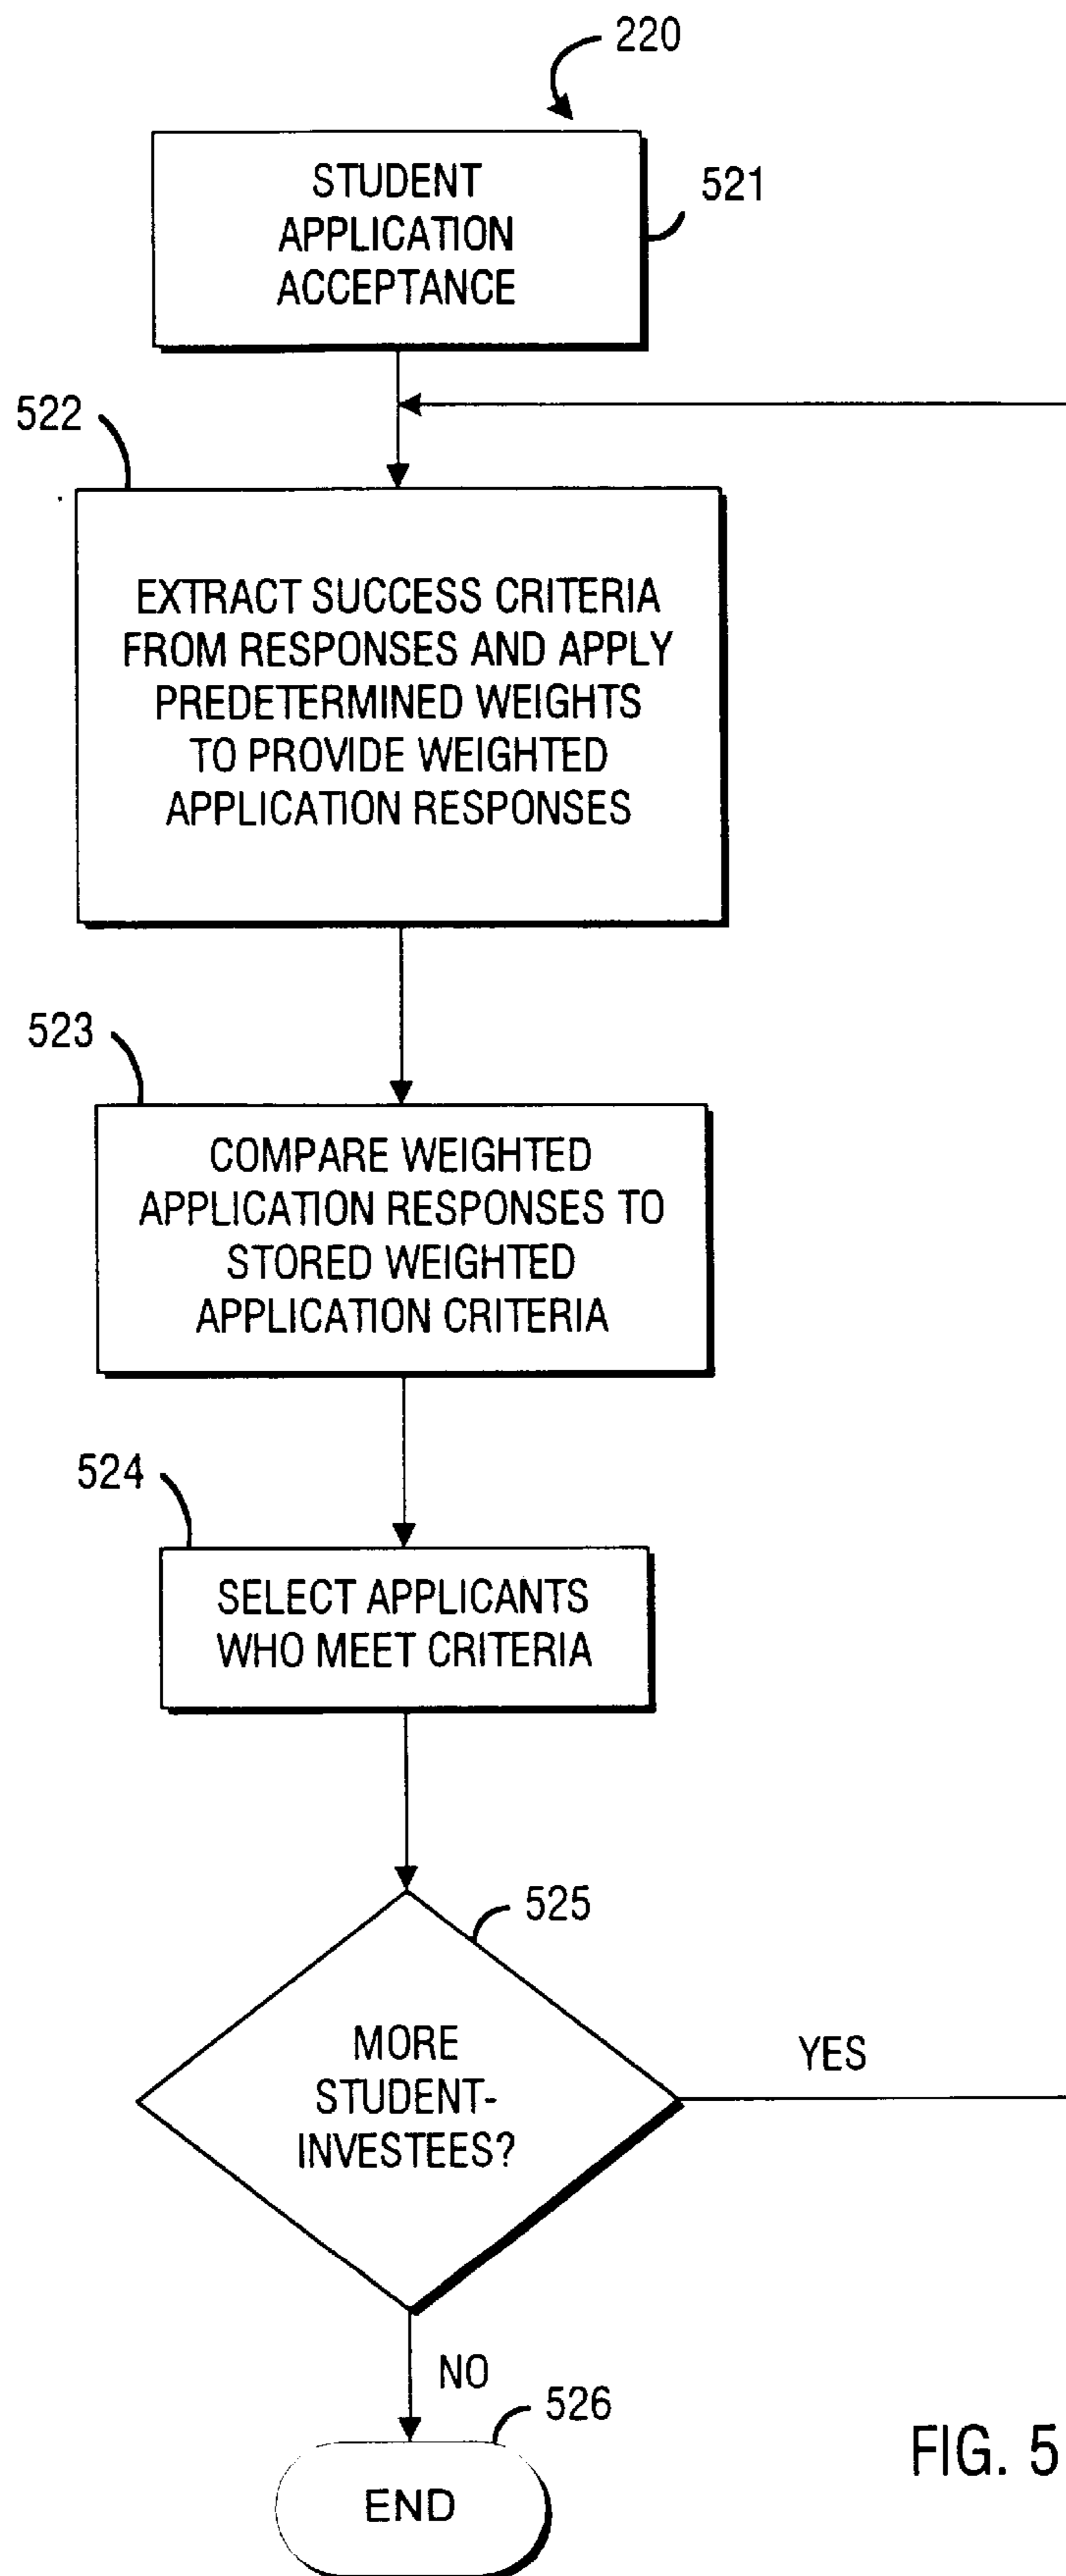 220
STUDENT
APPLICATION
ACCEPTANCE
521
522
EXTRACT SUCCESS CRITERIA
FROM RESPONSES AND APPLY
PREDETERMINED WEIGHTS
TO PROVIDE WEIGHTED
APPLICATION RESPONSES
523
COMPARE WEIGHTED
APPLICATION RESPONSES TO
STORED WEIGHTED
APPLICATION CRITERIA
524
SELECT APPLICANTS
WHO MEET CRITERIA
525
MORE
STUDENT-
INVESTEES?
YES
NO
526
END
FIG. 5